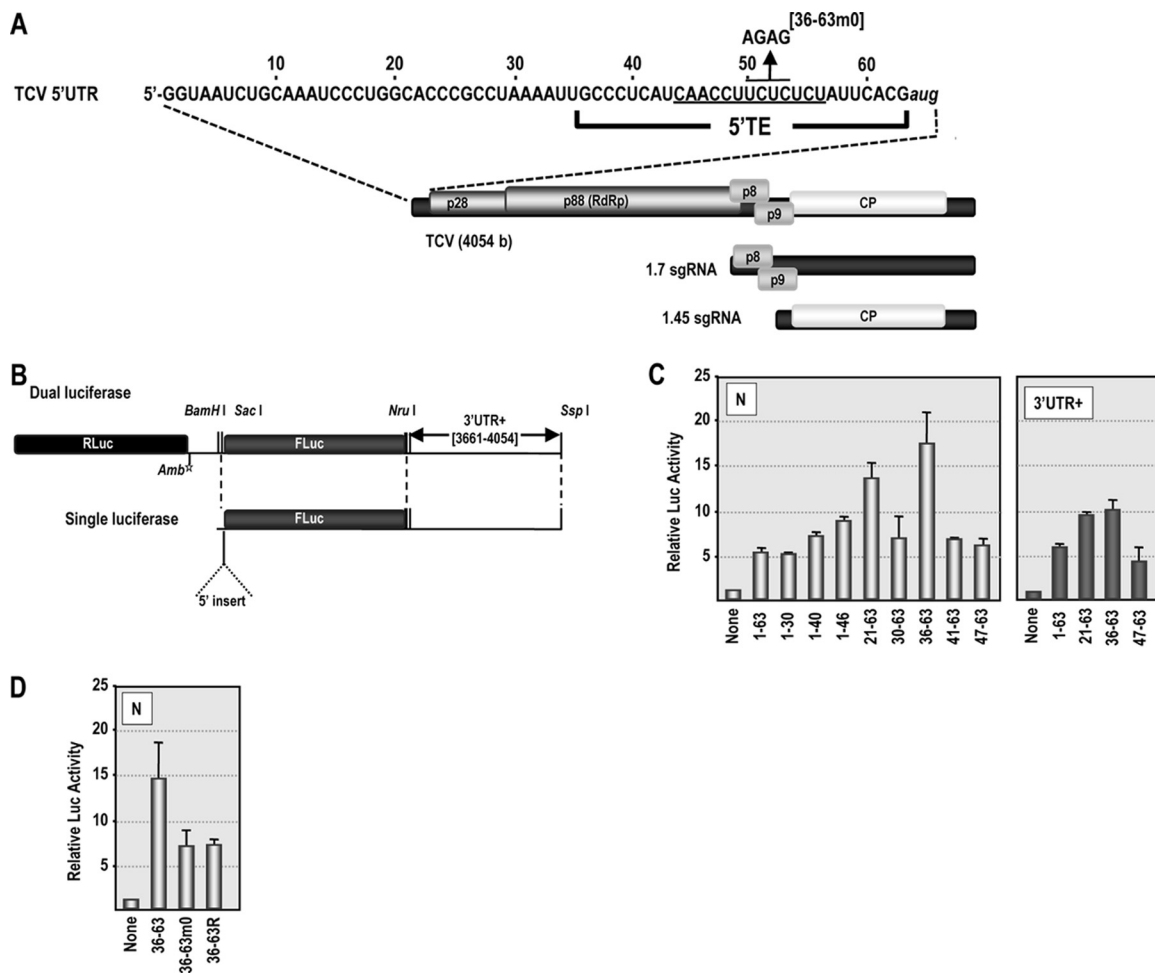 A
AGAG[36-63m0]
10 20 30 40 50 60
TCV 5'UTR 5'-GGUAAUCUGCAAAUCCCUGGCACCCGCCUAAAAUUGCCCUCAUCAACCUUCUCUCUAUUCACGaug
5'TE
p28 p88 (RdRp) p8 p9 CP
TCV (4054 b)
1.7 sgRNA p8 p9
1.45 sgRNA CP
B
Dual luciferase
BamH I Sac I Nru I 3'UTR+ Ssp I
[3661-4054]
RLuc FLuc
Amb☆
Single luciferase FLuc
5' insert
C
Relative Luc Activity
25
20
15
10
5
N
None 1-63 1-30 1-40 1-46 21-63 30-63 36-63 41-63 47-63
3'UTR+
None 1-63 21-63 36-63 47-63
D
Relative Luc Activity
25
20
15
10
5
N
None 36-63 36-63m0 36-63R